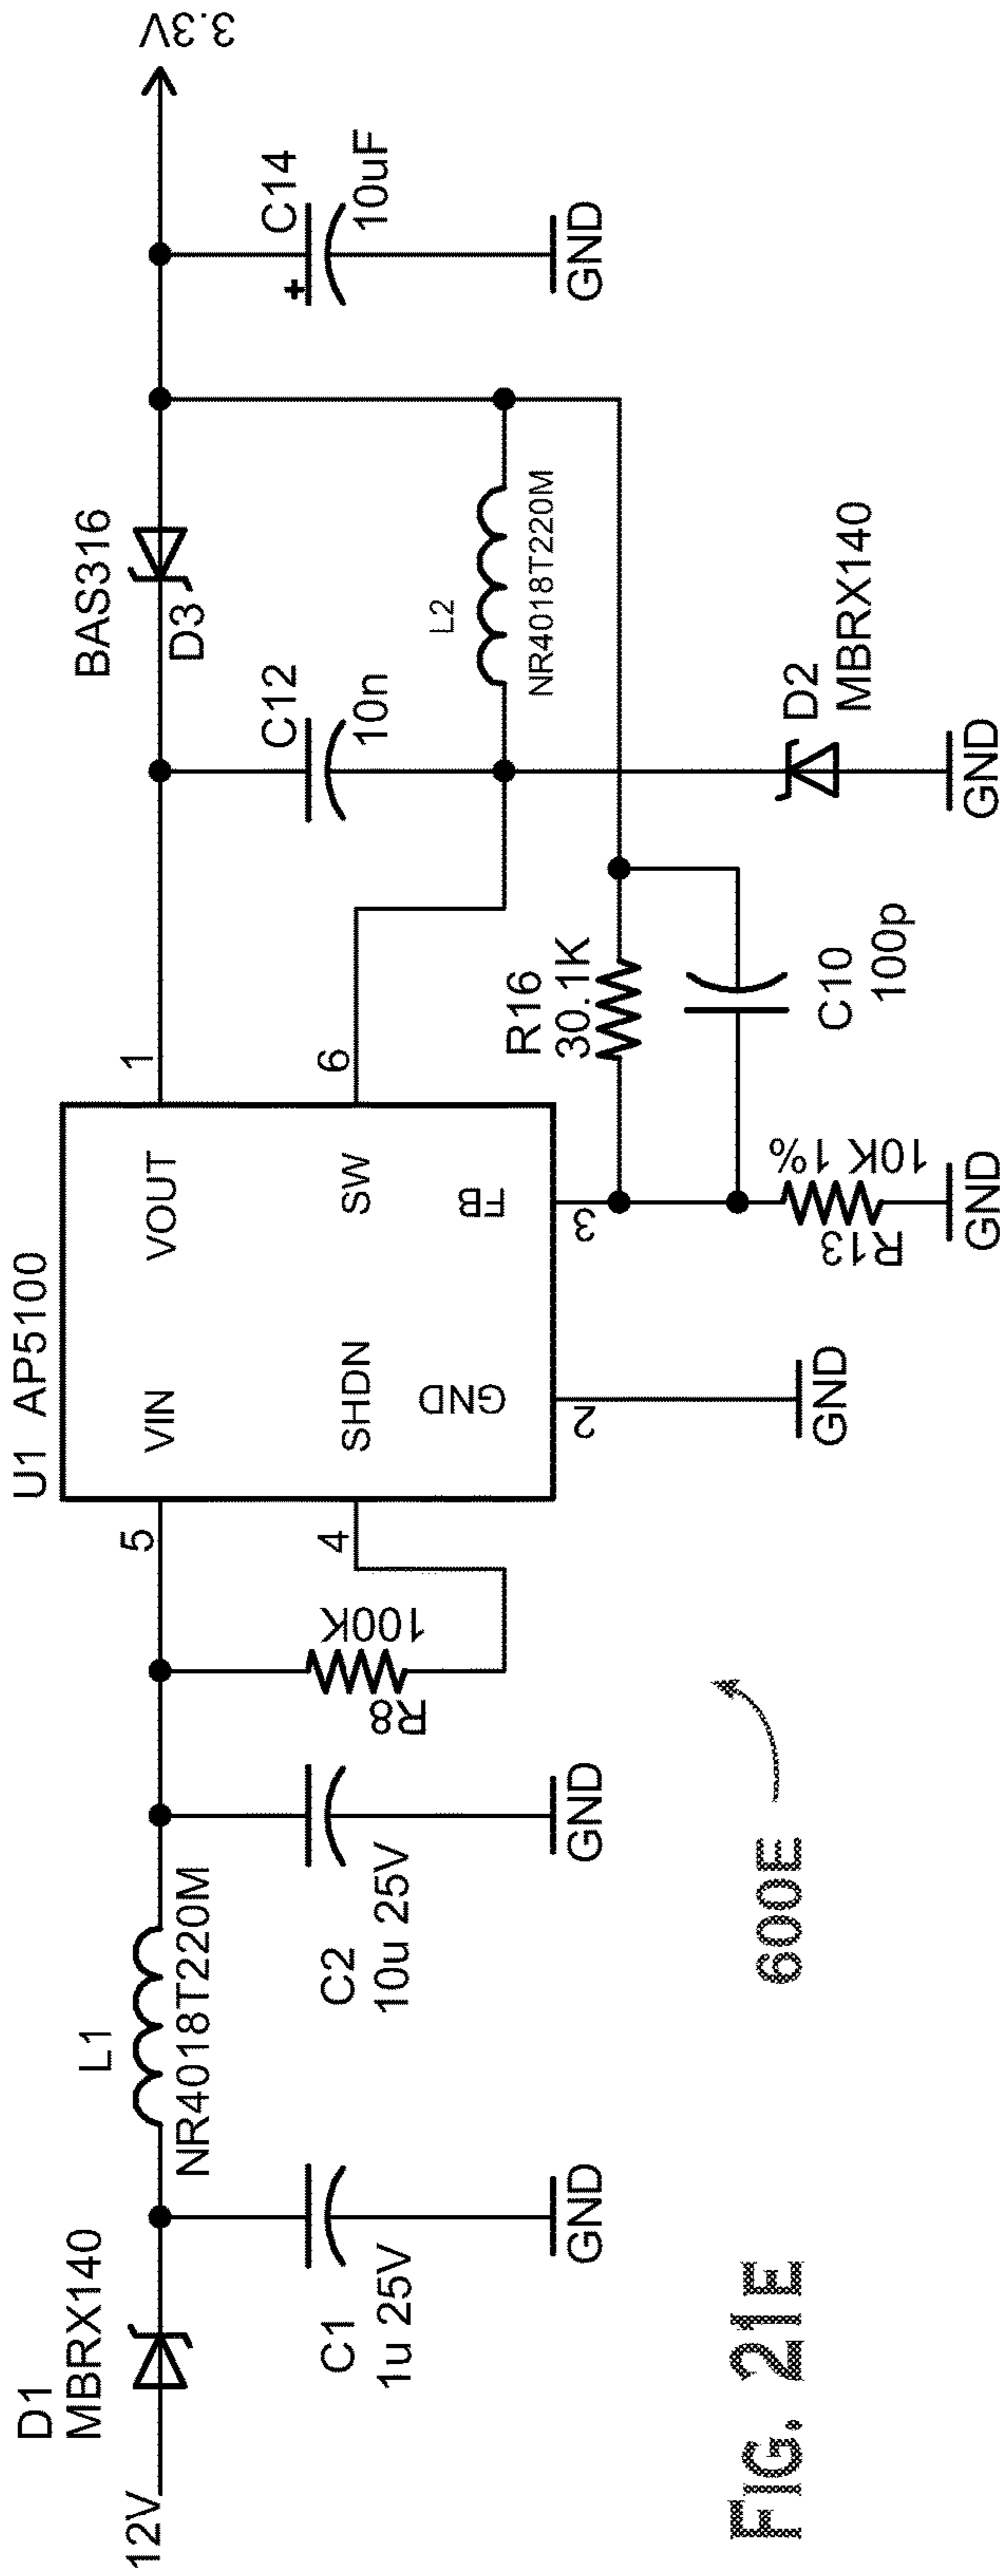 12V
D1
MBRX140
C1
1u 25V
GND
L1
NR4018T220M
C2
10u 25V
GND
R8
100K
5
4
U1 AP5100
VIN
VOUT
SHDN
SW
GND
FB
2
GND
3
1
6
R13
10K 1%
GND
R16
30.1K
C10
100p
C12
10n
BAS316
D3
L2
NR4018T220M
D2
MBRX140
GND
C14
+
10uF
GND
3.3V
600E
FIG. 21E